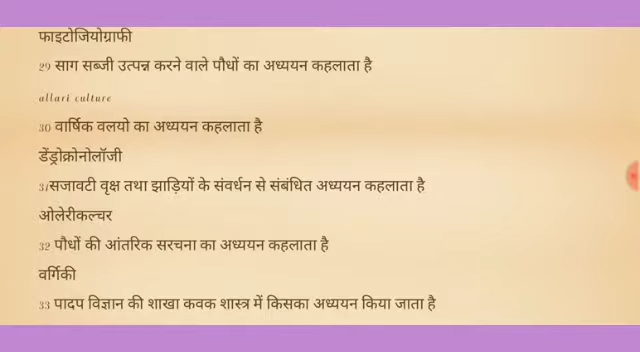 फाइटोजियोग्राफी
29 साग सब्जी उत्पन्न करने वाले पौधों का अध्ययन कहलाता है
allari culture
30 वार्षिक वलयो का अध्ययन कहलाता है
डेंड्रोक्रोनोलॉजी
31सजावटी वृक्ष तथा झाड़ियों के संवर्धन से संबंधित अध्ययन कहलाता है
ओलेरीकल्चर
32 पौधों की आंतरिक सरचना का अध्ययन कहलाता है
वर्गिकी
33 पादप विज्ञान की शाखा कवक शास्त्र में किसका अध्ययन किया जाता है